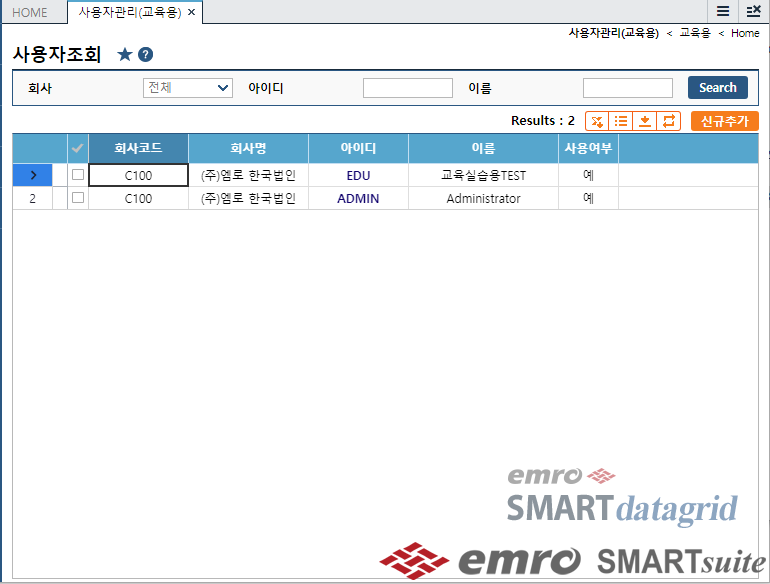 HOME 사용자관리(교육용) ×
사용자관리(교육용) < 교육용 < Home
사용자조회 ★ ?
회사 전체 아이디 이름 Search
Results : 2 신규추가
회사코드 회사명 아이디 이름 사용여부
C100 (주)엠로 한국법인 EDU 교육실습용TEST 예
2 C100 (주)엠로 한국법인 ADMIN Administrator 예
emro
SMARTdatagrid
emro SMARTsuite